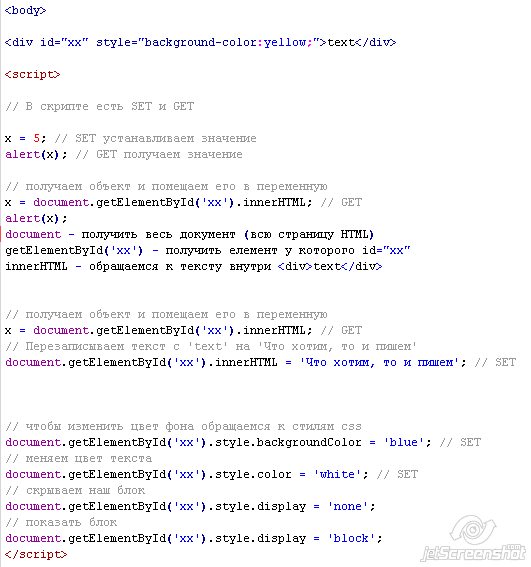 <body>
<div id="xx" style="background-color:yellow;">text</div>
<script>
// В скрипте есть SET и GET
x = 5; // SET устанавливаем значение
alert(x); // GET получаем значение
// получаем объект и помещаем его в переменную
x = document.getElementById('xx').innerHTML; // GET
alert(x);
document - получить весь документ (всю страницу HTML)
getElementById('xx') - получить елемент у которого id="xx"
innerHTML - обращаемся к тексту внутри <div>text</div>
// получаем объект и помещаем его в переменную
x = document.getElementById('xx').innerHTML; // GET
// Перезаписываем текст с 'text' на 'Что хотим, то и пишем'
document.getElementById('xx').innerHTML = 'Что хотим, то и пишем'; // SET
// чтобы изменить цвет фона обращаемся к стилям css
document.getElementById('xx').style.backgroundColor = 'blue'; // SET
// меняем цвет текста
document.getElementById('xx').style.color = 'white'; // SET
// скрываем наш блок
document.getElementById('xx').style.display = 'none';
// показать блок
document.getElementById('xx').style.display = 'block';
</script>
jetScreenshot